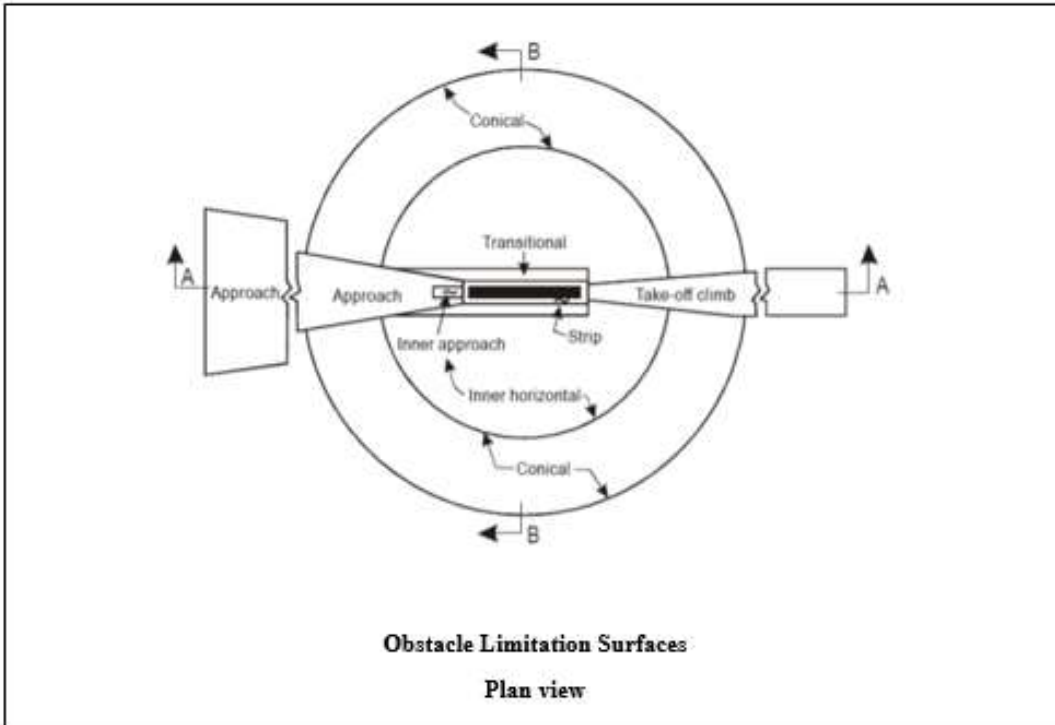 B
Conical
Transitional
A
Approach
Approach
Take-off climb
A
Inner approach
Strip
Inner horizontal
Conical
B
Obstacle Limitation Surfaces
Plan view